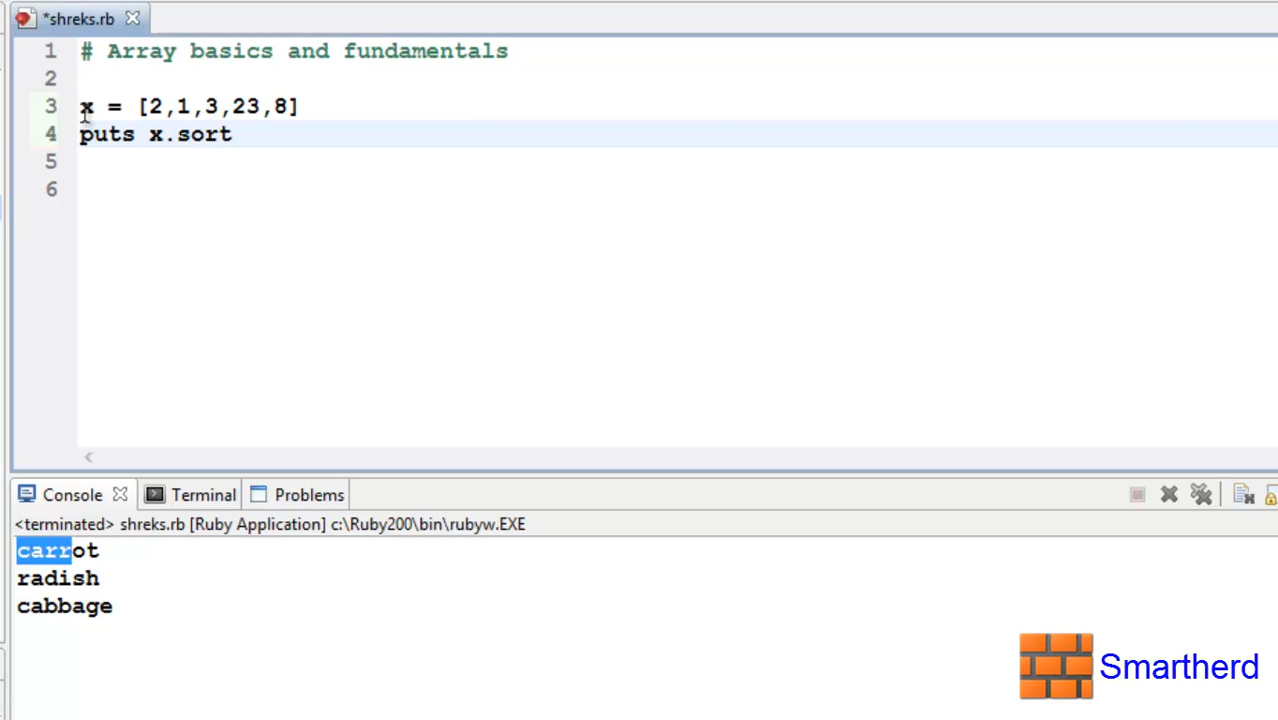 *shreks.rb
1 # Array basics and fundamentals
2
3 x = [2,1,3,23,8]
4 puts x.sort
5
6
Console Terminal Problems
<terminated> shreks.rb [Ruby Application] c:\Ruby200\bin\rubyw.EXE
carrot
radish
cabbage
Smartherd